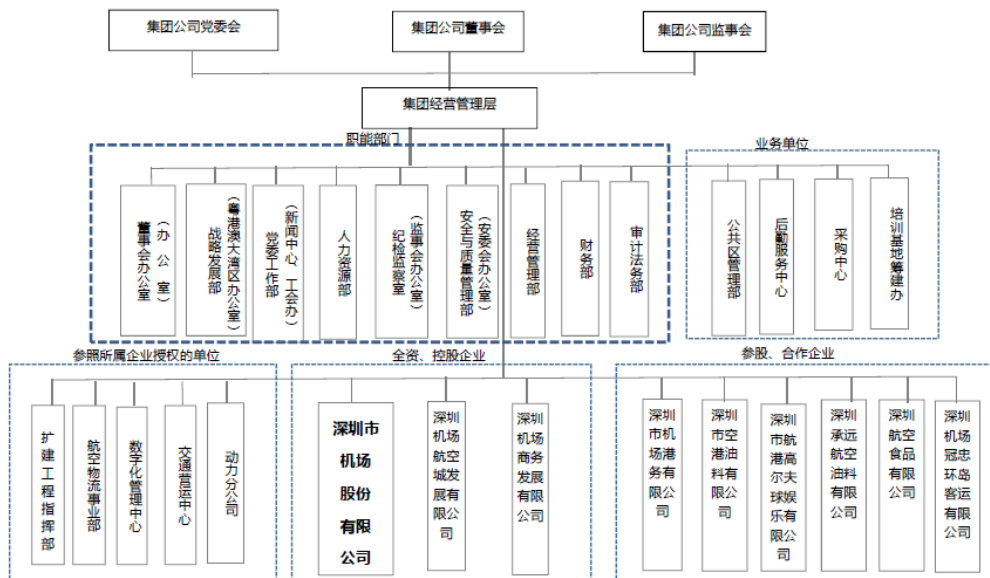 集团公司党委会
集团公司董事会
集团公司监事会
集团经营管理层
职能部门
业务单位
董事会办公室
（办公室）
战略发展部
（粤港澳大湾区办公室）
党委工作部
（新闻中心、工会办）
人力资源部
纪检监察室
（监事会办公室）
安全与质量管理部
（安委会办公室）
经营管理部
财务部
审计法务部
公共区管理部
后勤服务中心
采购中心
培训基地筹建办
参照所属企业授权的单位
全资、控股企业
参股、合作企业
扩建工程指挥部
航空物流事业部
数字化管理中心
交通营运中心
动力分公司
深圳市
机场
股份
有限
公司
深圳机场航空城发展有限公司
深圳机场商务发展有限公司
深圳市机场港务有限公司
深圳市空港油料有限公司
深圳市航港高尔夫球娱乐有限公司
深圳承远航空油料有限公司
深圳航空食品有限公司
深圳机场冠忠环岛客运有限公司